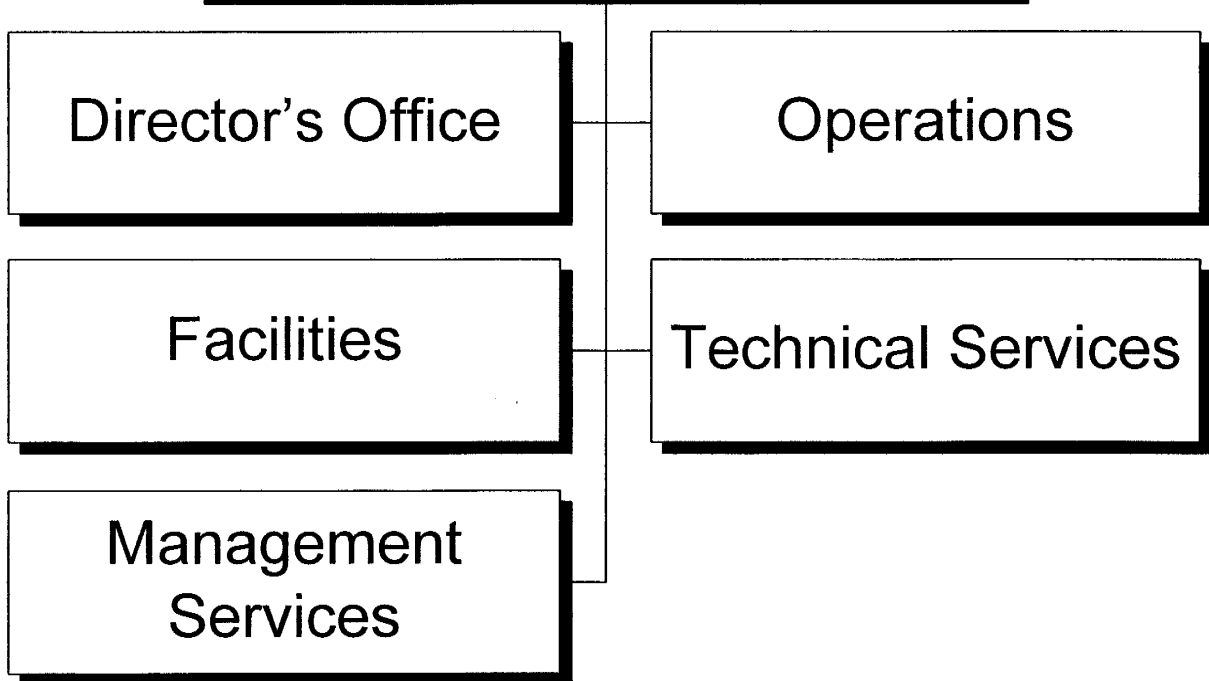 Director's Office
Operations
Facilities
Technical Services
Management
Services